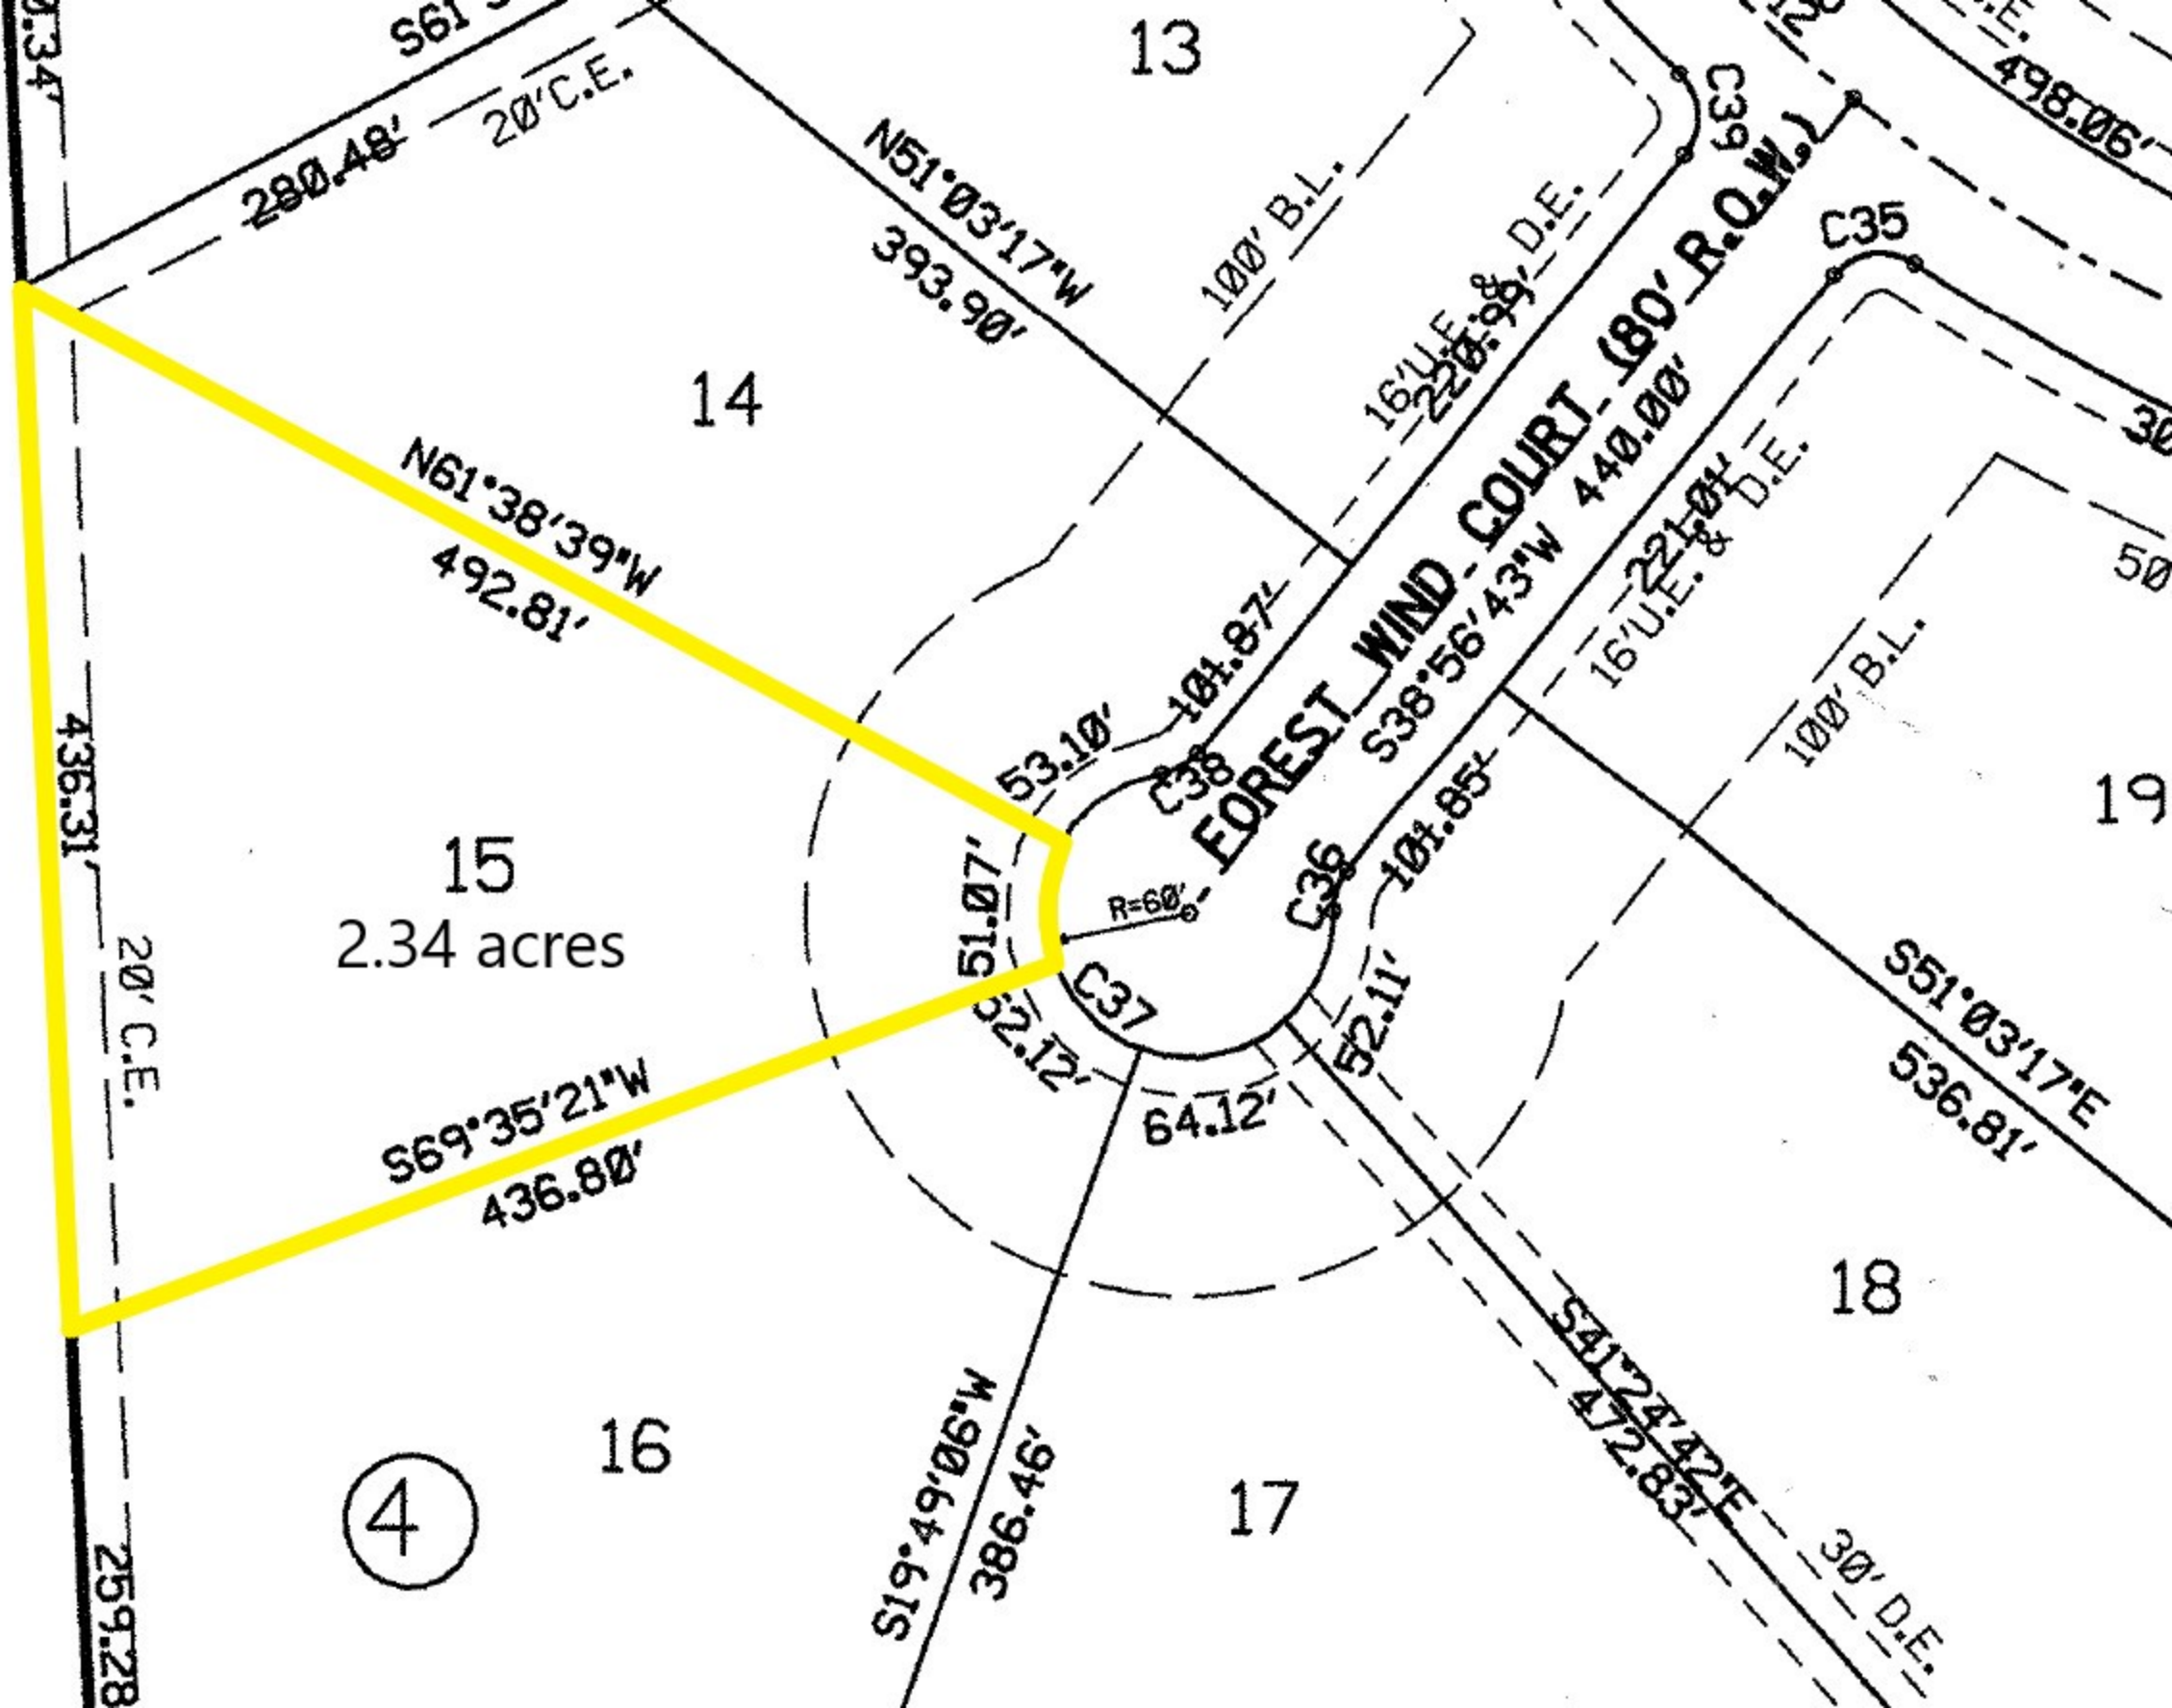 13
C39
498.06'
20'C.E.
280.48'
N51°03'17"W
393.90'
100' B.L.
16'U.E. & D.E.
220.99'
C35
14
FOREST WIND COURT (80' R.O.W.)
S38°56'43"W 440.00'
221.01'
16'U.E. & D.E.
100' B.L.
N61°38'39"W
492.81'
101.87'
53.10'
C38
101.85'
C36
19
436.31'
15
2.34 acres
51.07'
R=60'
C37
52.12'
52.11'
64.12'
20' C.E.
S69°35'21"W
436.80'
S51°03'17"E
536.81'
18
16
4
S19°49'06"W
386.46'
17
S41°24'42"E
472.83'
30' D.E.
259.28